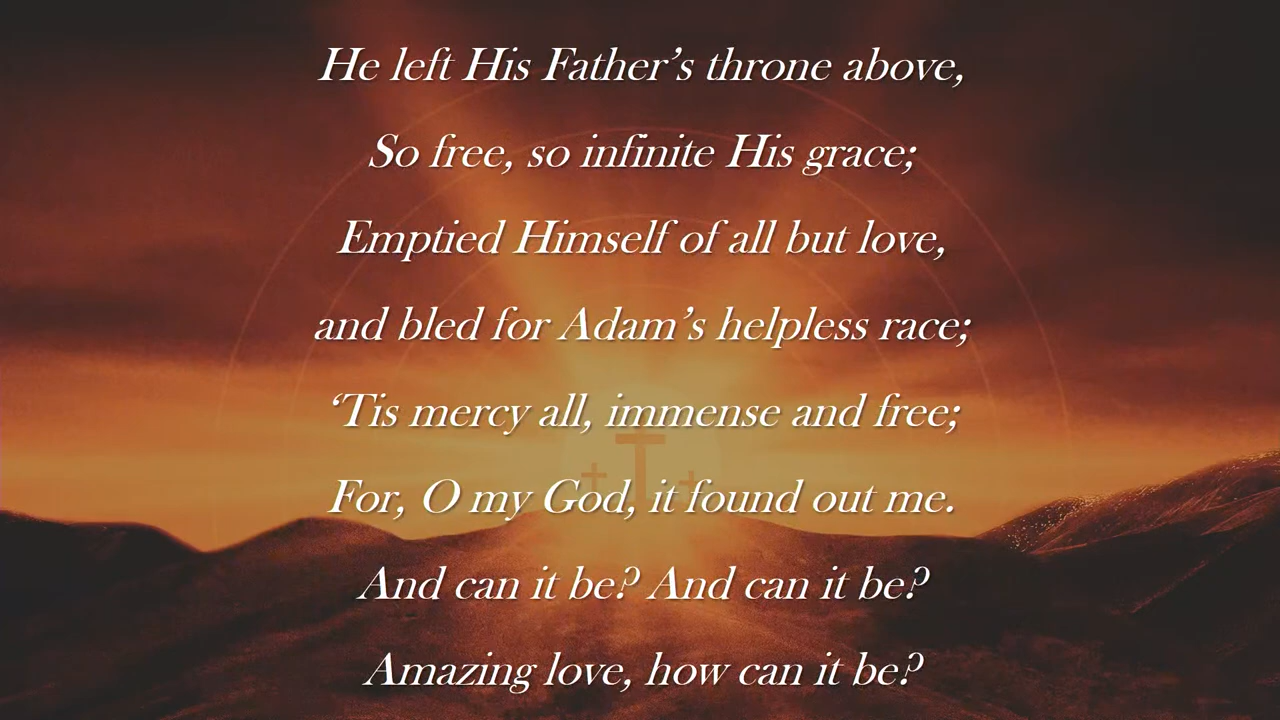 He left His Father’s throne above,
So free, so infinite His grace;
Emptied Himself of all but love,
and bled for Adam’s helpless race;
‘Tis mercy all, immense and free;
For, O my God, it found out me.
And can it be? And can it be?
Amazing love, how can it be?